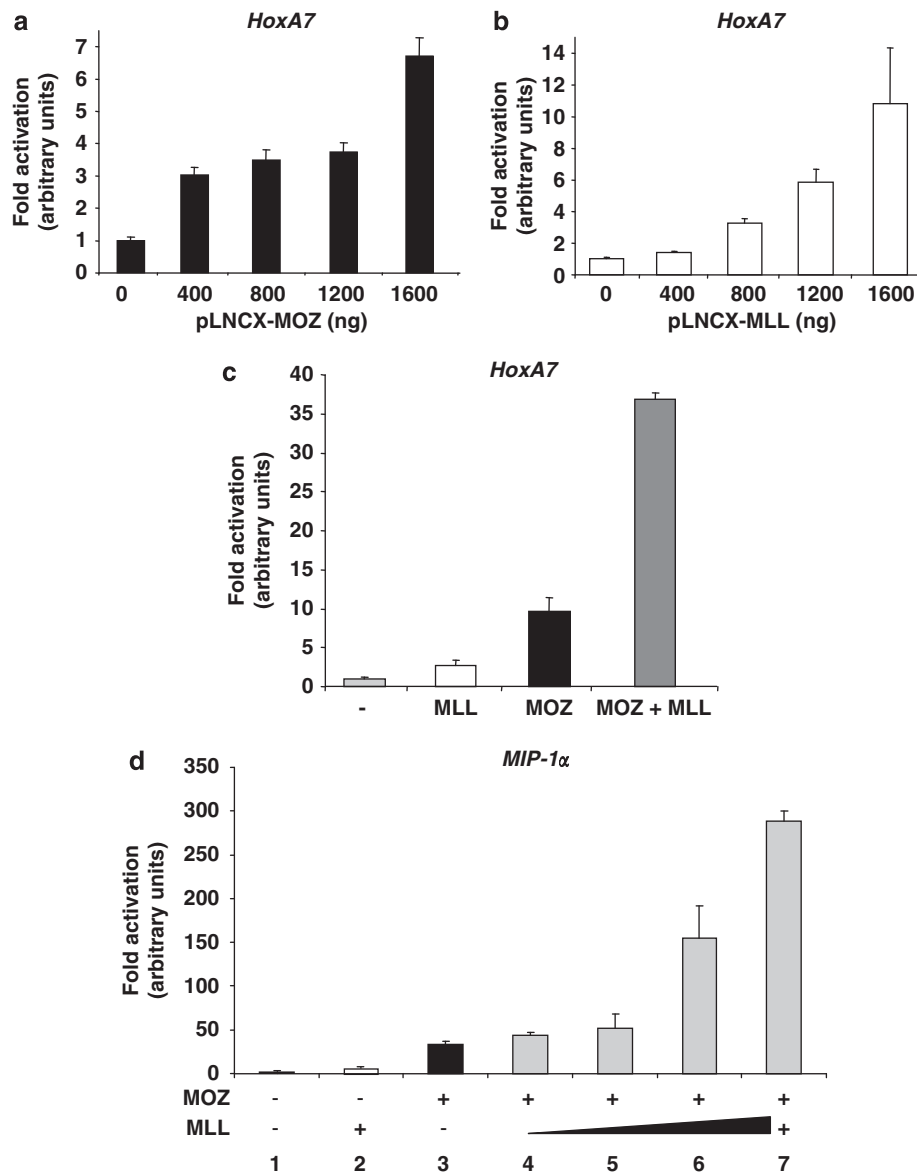 a
HoxA7
Fold activation
(arbitrary units)
7
6
5
4
3
2
1
0
0 400 800 1200 1600
pLNCX-MOZ (ng)
b
HoxA7
Fold activation
(arbitrary units)
14
12
10
8
6
4
2
0
0 400 800 1200 1600
pLNCX-MLL (ng)
c
HoxA7
Fold activation
(arbitrary units)
40
35
30
25
20
15
10
5
0
- MLL MOZ MOZ + MLL
d
MIP-1α
Fold activation
(arbitrary units)
350
300
250
200
150
100
50
0
MOZ - - + + + + +
MLL - + - +
1 2 3 4 5 6 7